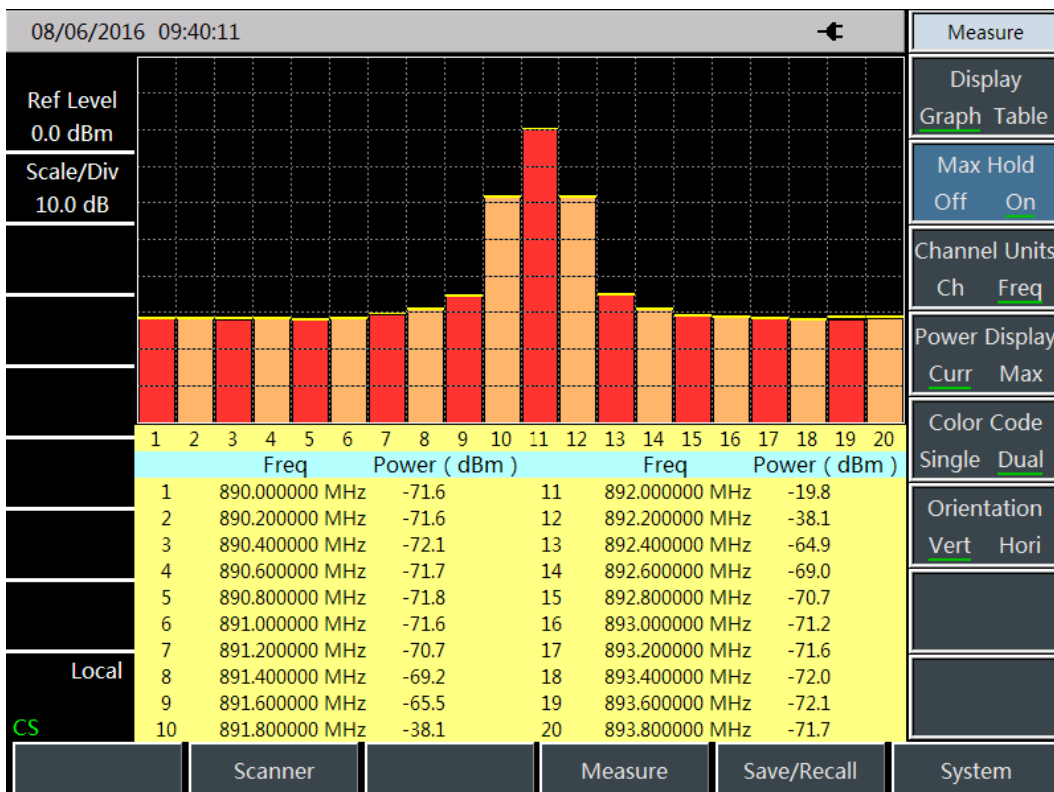 08/06/2016 09:40:11
Ref Level
0.0 dBm
Scale/Div
10.0 dB
Local
CS
1 2 3 4 5 6 7 8 9 10 11 12 13 14 15 16 17 18 19 20
Freq Power ( dBm ) Freq Power ( dBm )
1 890.000000 MHz -71.6 11 892.000000 MHz -19.8
2 890.200000 MHz -71.6 12 892.200000 MHz -38.1
3 890.400000 MHz -72.1 13 892.400000 MHz -64.9
4 890.600000 MHz -71.7 14 892.600000 MHz -69.0
5 890.800000 MHz -71.8 15 892.800000 MHz -70.7
6 891.000000 MHz -71.6 16 893.000000 MHz -71.2
7 891.200000 MHz -70.7 17 893.200000 MHz -71.6
8 891.400000 MHz -69.2 18 893.400000 MHz -72.0
9 891.600000 MHz -65.5 19 893.600000 MHz -72.1
10 891.800000 MHz -38.1 20 893.800000 MHz -71.7
Measure
Display
Graph Table
Max Hold
Off On
Channel Units
Ch Freq
Power Display
Curr Max
Color Code
Single Dual
Orientation
Vert Hori
Scanner Measure Save/Recall System